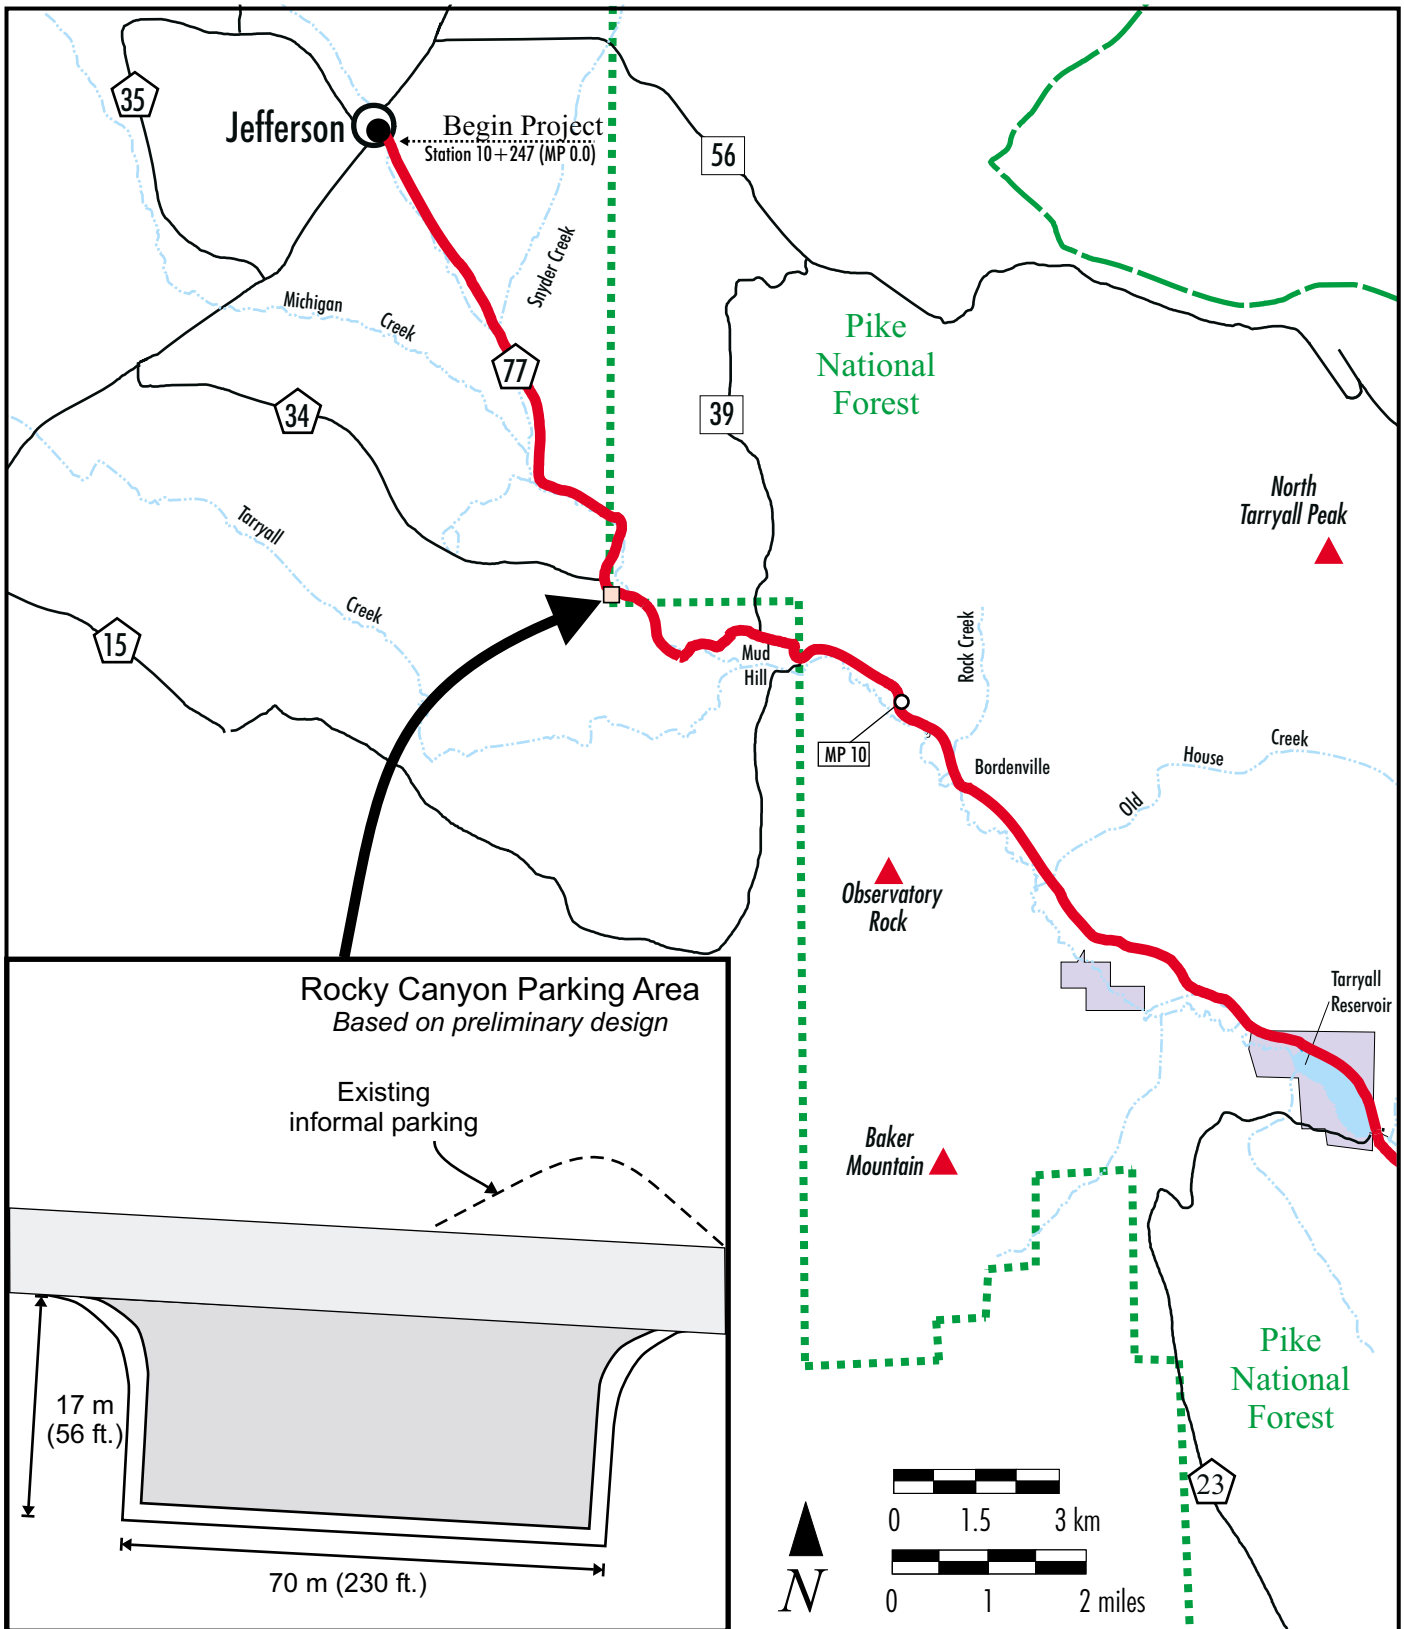 35
Jefferson
Begin Project
Station 10+247 (MP 0.0)
56
Snyder Creek
Michigan
Creek
77
Pike
National
Forest
34
39
North
Tarryall Peak
Tarryall
Creek
15
Mud
Hill
Rock Creek
MP 10
Bordenville
House
Creek
Old
Observatory
Rock
Tarryall
Reservoir
Baker
Mountain
Pike
National
Forest
23
Rocky Canyon Parking Area
Based on preliminary design
Existing
informal parking
17 m
(56 ft.)
70 m (230 ft.)
N
0 1.5 3 km
0 1 2 miles